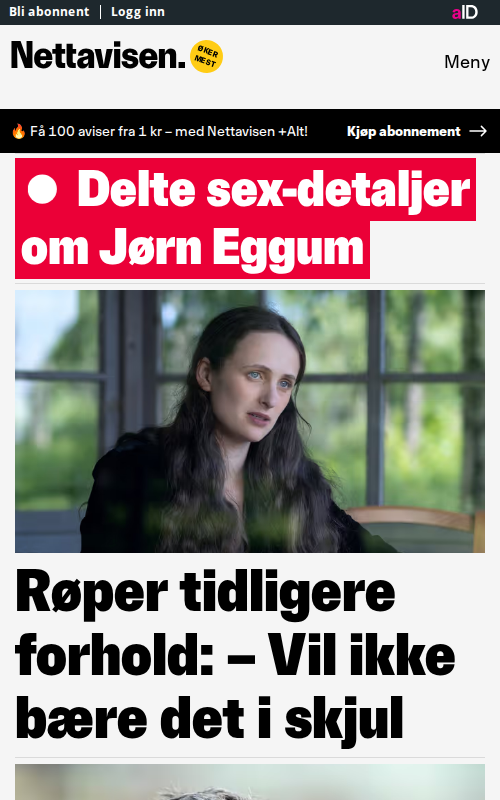 Bli abonnent | Logg inn
aID
Nettavisen.
ØKER
MEST
Meny
🔥 Få 100 aviser fra 1 kr – med Nettavisen +Alt!
Kjøp abonnement →
● Delte sex-detaljer
om Jørn Eggum
Røper tidligere
forhold: – Vil ikke
bære det i skjul